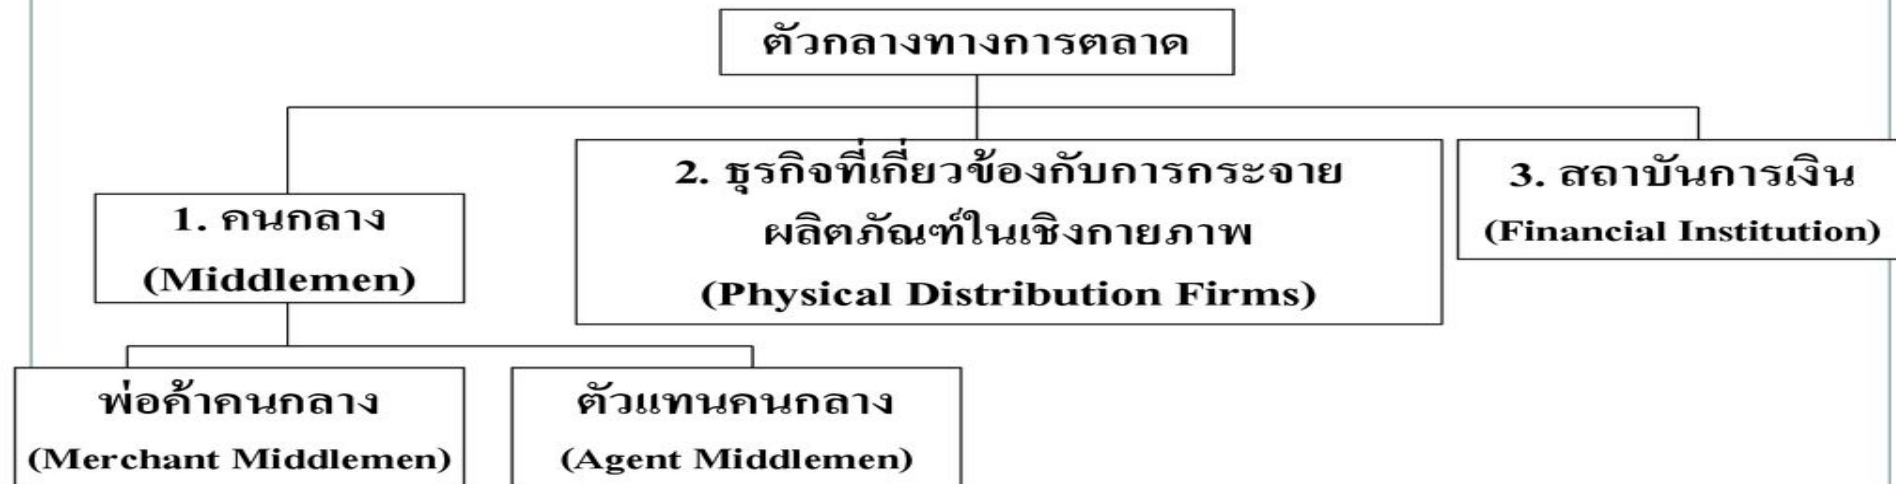 ตัวกลางทางการตลาด
1. คนกลาง
(Middlemen)
2. ธุรกิจที่เกี่ยวข้องกับการกระจาย
ผลิตภัณฑ์ในเชิงกายภาพ
(Physical Distribution Firms)
3. สถาบันการเงิน
(Financial Institution)
พ่อค้าคนกลาง
(Merchant Middlemen)
ตัวแทนคนกลาง
(Agent Middlemen)